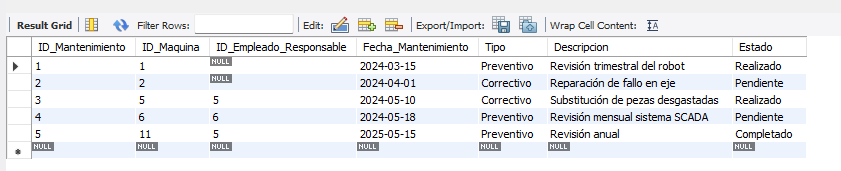 Result Grid Filter Rows: Edit: Export/Import: Wrap Cell Content: IA
ID_Mantenimiento ID_Maquina ID_Empleado_Responsable Fecha_Mantenimiento Tipo Descripcion Estado
1 1 NULL 2024-03-15 Preventivo Revisión trimestral del robot Realizado
2 2 NULL 2024-04-01 Correctivo Reparación de fallo en eje Pendiente
3 5 5 2024-05-10 Correctivo Substitución de pezas desgastadas Realizado
4 6 6 2024-05-18 Preventivo Revisión mensual sistema SCADA Pendiente
5 11 5 2025-05-15 Preventivo Revisión anual Completado
NULL NULL NULL NULL NULL NULL NULL